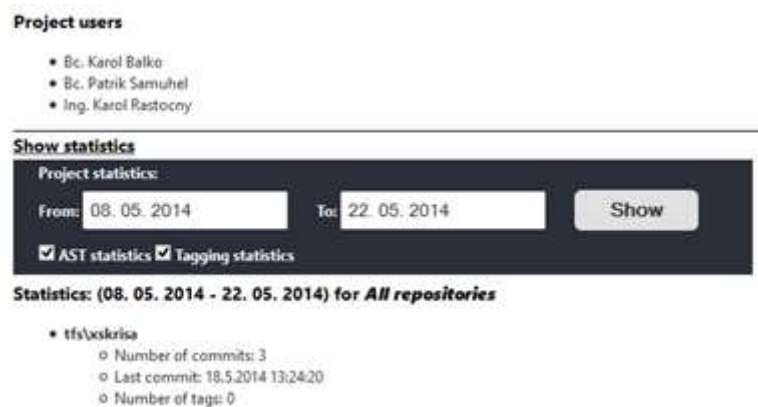 Project users
• Bc. Karol Balko
• Bc. Patrik Samuhel
• Ing. Karol Rastocny
Show statistics
Project statistics:
From: 08. 05. 2014 To: 22. 05. 2014 Show
AST statistics Tagging statistics
Statistics: (08. 05. 2014 - 22. 05. 2014) for All repositories
• tfs\xskrisa
o Number of commits: 3
o Last commit: 18.5.2014 13:24:20
o Number of tags: 0